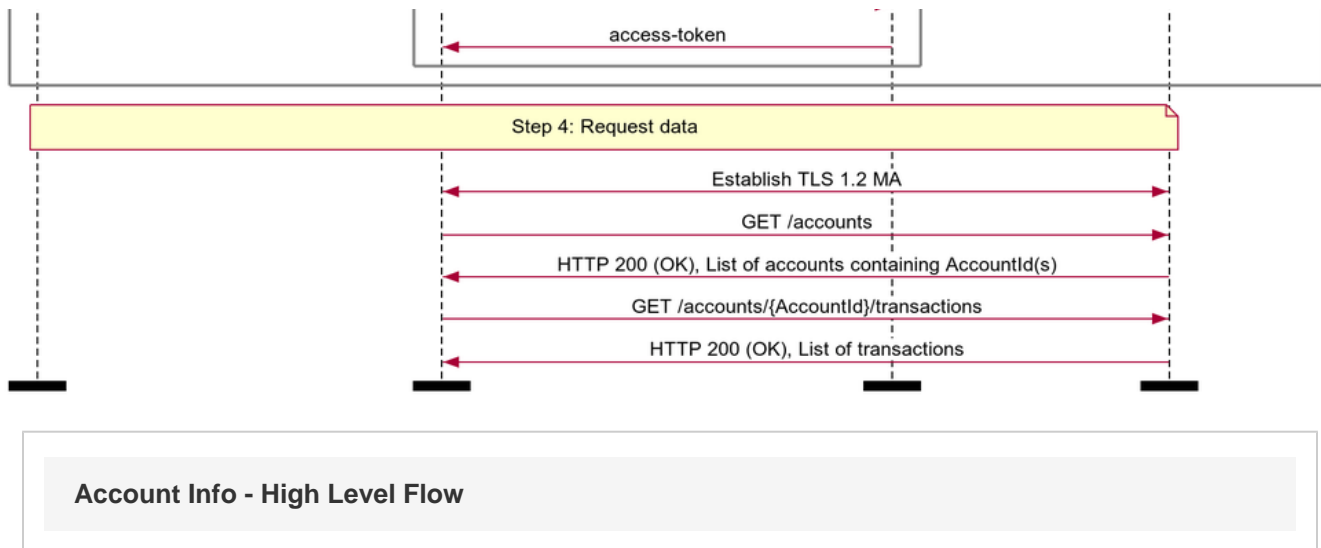 access-token
Step 4: Request data
Establish TLS 1.2 MA
GET /accounts
HTTP 200 (OK), List of accounts containing AccountId(s)
GET /accounts/{AccountId}/transactions
HTTP 200 (OK), List of transactions
Account Info - High Level Flow